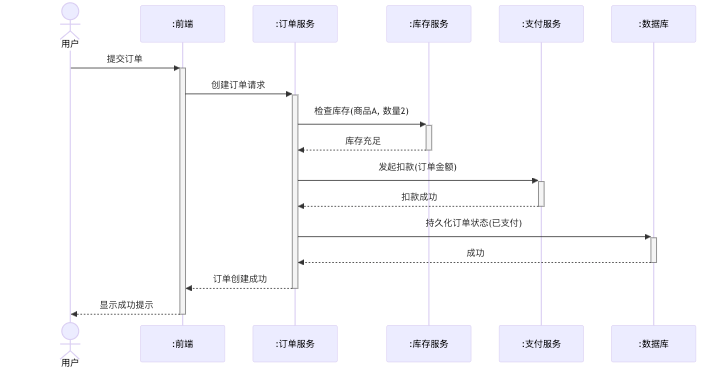 用户
:前端
:订单服务
:库存服务
:支付服务
:数据库
提交订单
创建订单请求
检查库存(商品A, 数量2)
库存充足
发起扣款(订单金额)
扣款成功
持久化订单状态(已支付)
成功
订单创建成功
显示成功提示
用户
:前端
:订单服务
:库存服务
:支付服务
:数据库